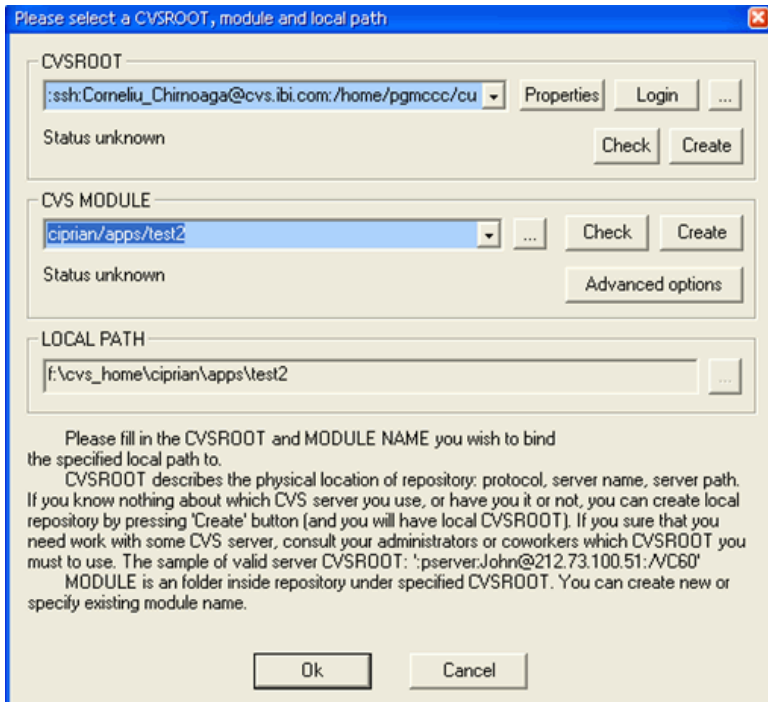 Please select a CVSROOT, module and local path
CVSROOT
:ssh:Corneliu_Chirnoaga@cvs.ibi.com:/home/pgmccc/cu
Properties
Login
...
Status unknown
Check
Create
CVS MODULE
ciprian/apps/test2
...
Check
Create
Status unknown
Advanced options
LOCAL PATH
f:\cvs_home\ciprian\apps\test2
...
Please fill in the CVSROOT and MODULE NAME you wish to bind
the specified local path to.
CVSROOT describes the physical location of repository: protocol, server name, server path.
If you know nothing about which CVS server you use, or have you it or not, you can create local
repository by pressing 'Create' button (and you will have local CVSROOT). If you sure that you
need work with some CVS server, consult your administrators or coworkers which CVSROOT you
must to use. The sample of valid server CVSROOT: ':pserver:John@212.73.100.51:/VC60'
MODULE is an folder inside repository under specified CVSROOT. You can create new or
specify existing module name.
Ok
Cancel